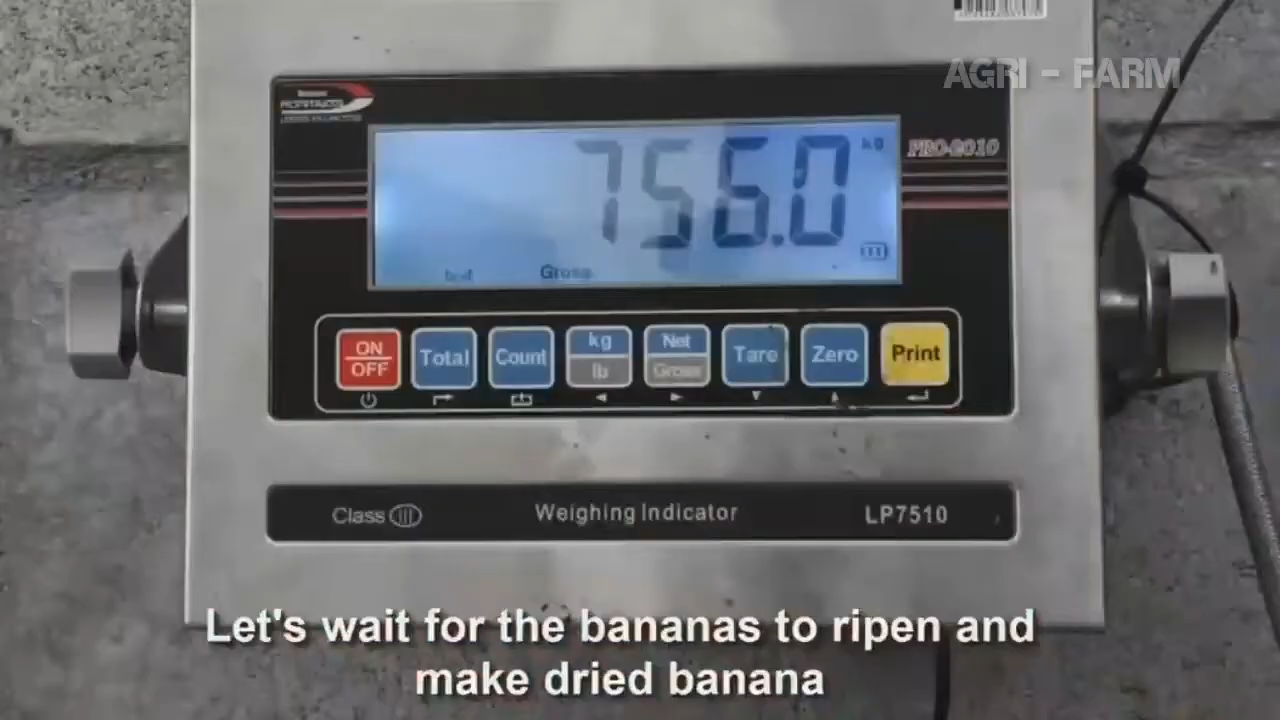 AGRI - FARM
PRO-2010
756.0 kg
Gross
ON
OFF
Total
Count
kg
lb
Net
Gross
Tare
Zero
Print
Class III
Weighing Indicator
LP7510
Let's wait for the bananas to ripen and
make dried banana